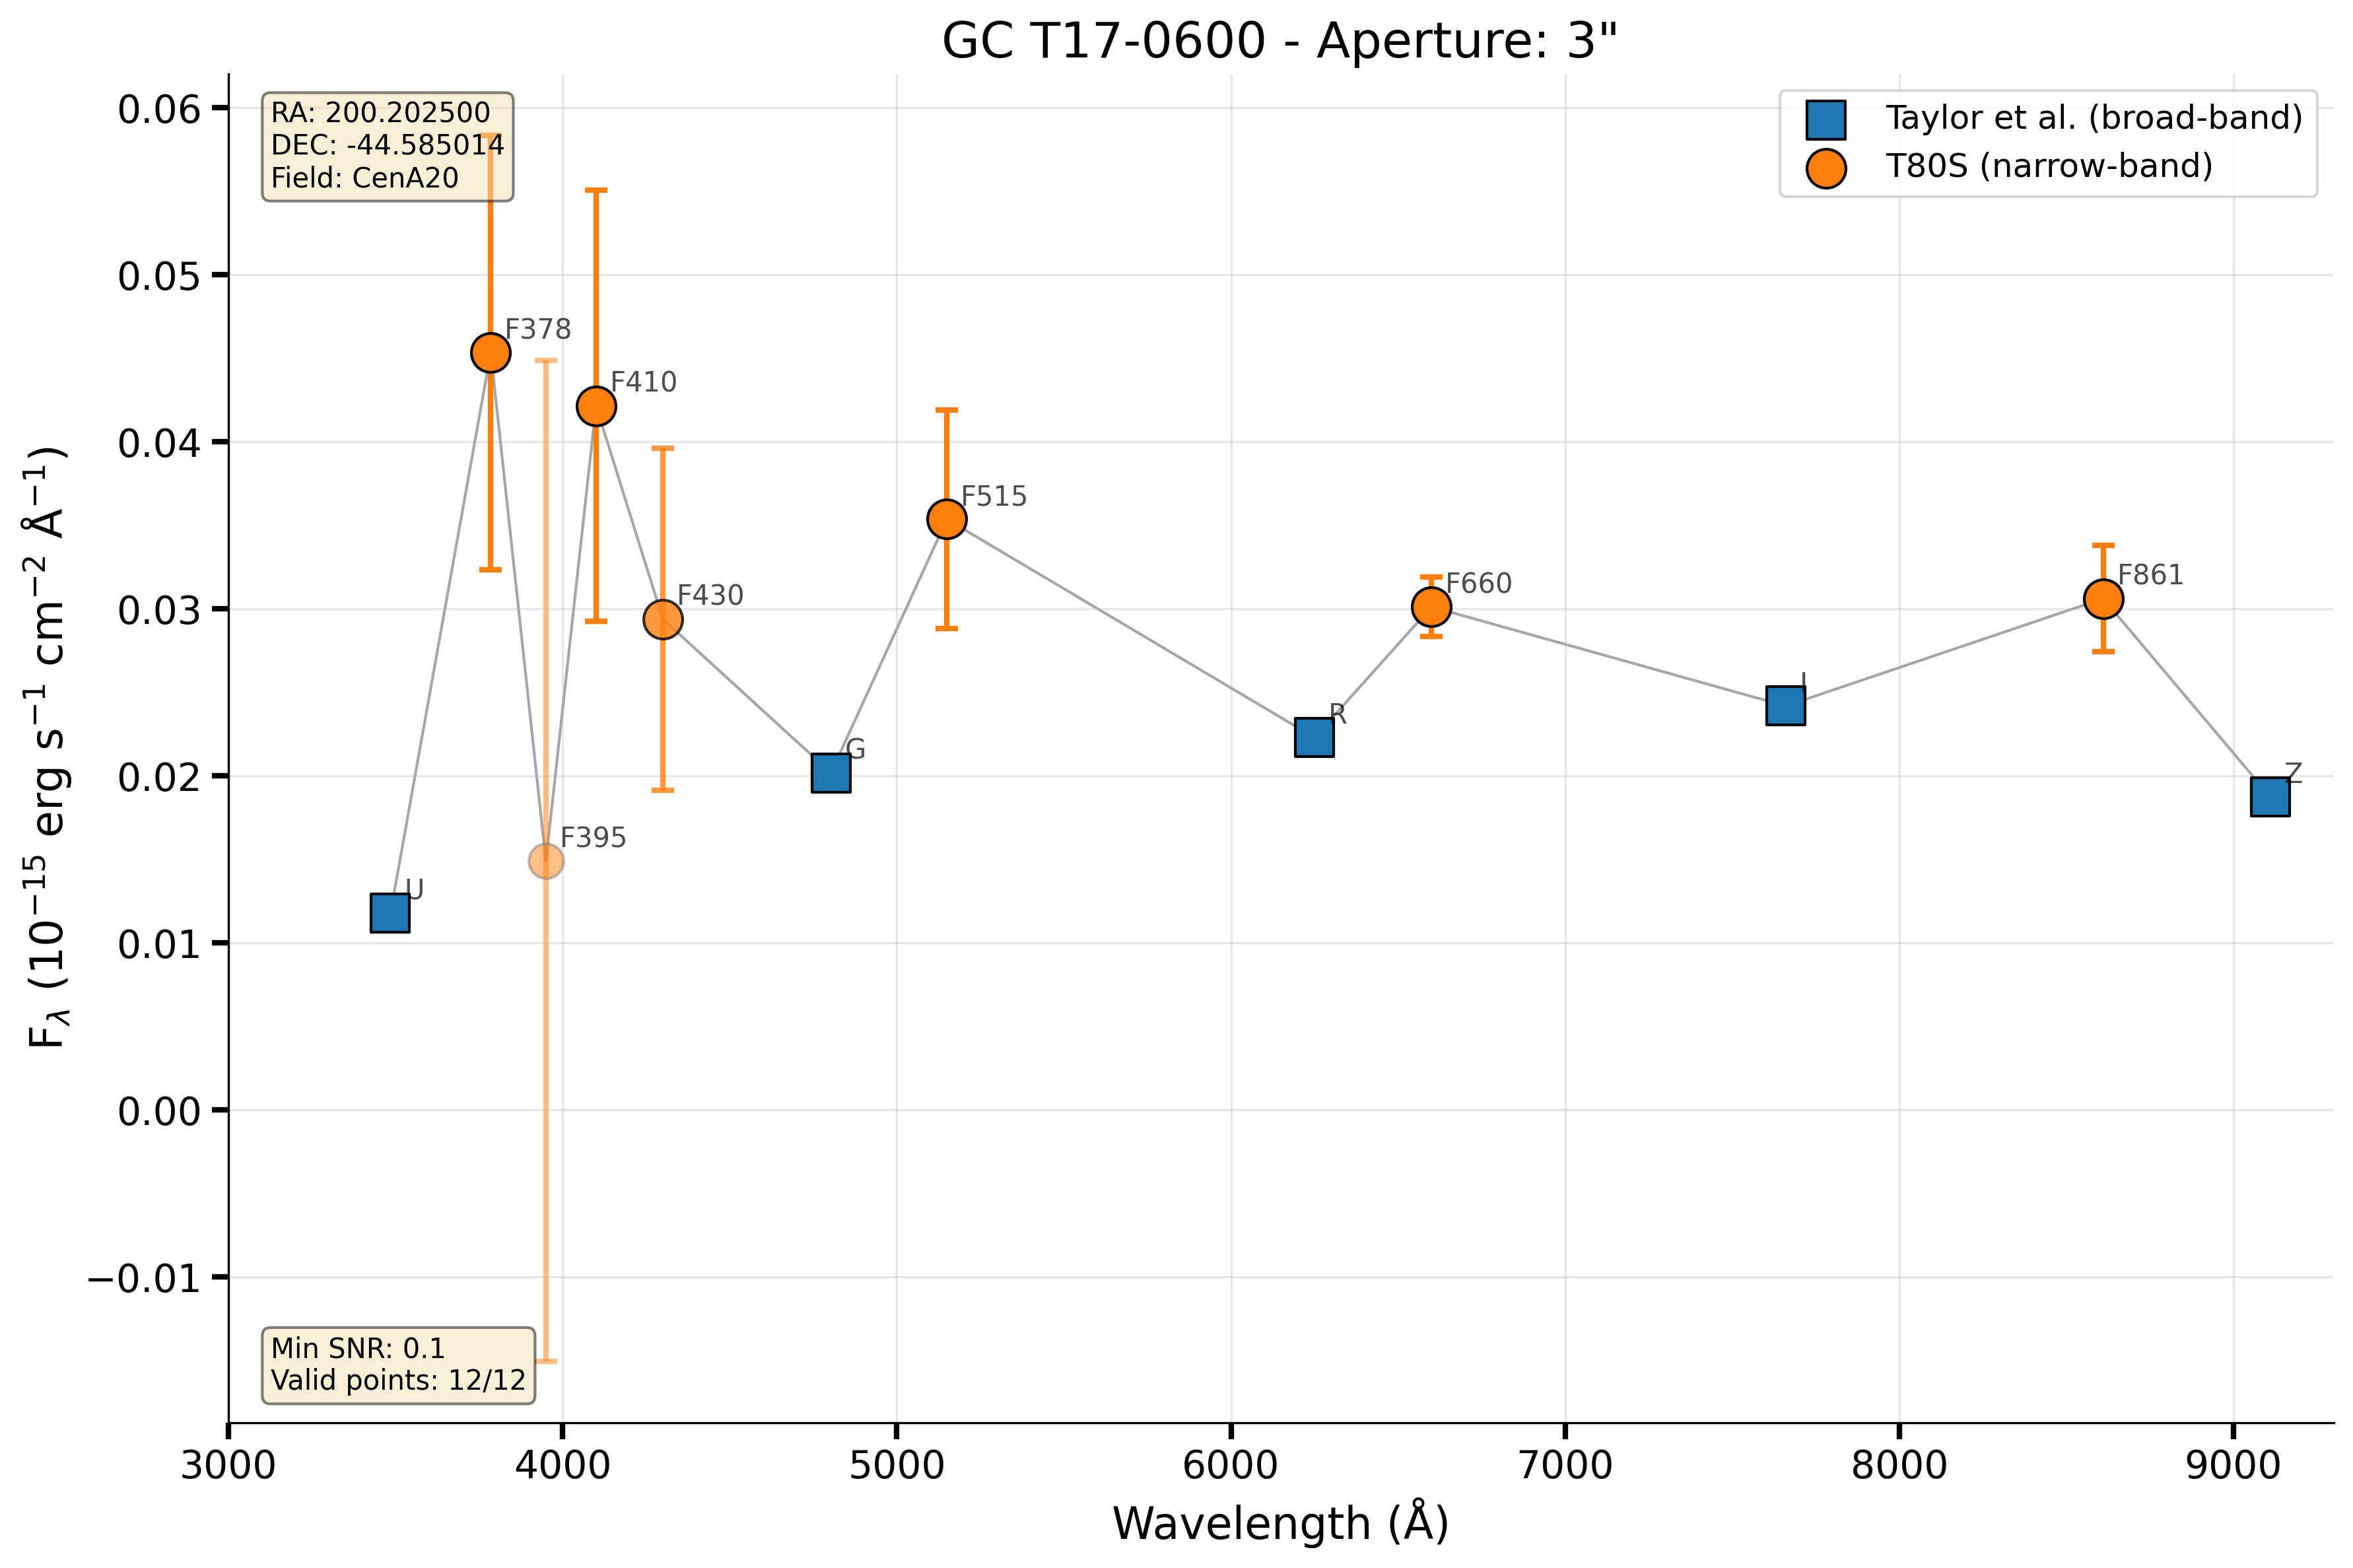 GC T17-0600 - Aperture: 3"
RA: 200.202500
DEC: -44.585014
Field: CenA20
Taylor et al. (broad-band)
T80S (narrow-band)
0.06
0.05
0.04
0.03
0.02
0.01
0.00
−0.01
F_λ (10⁻¹⁵ erg s⁻¹ cm⁻² Å⁻¹)
U
F378
F395
F410
F430
G
F515
R
F660
I
F861
Z
Min SNR: 0.1
Valid points: 12/12
3000 4000 5000 6000 7000 8000 9000
Wavelength (Å)